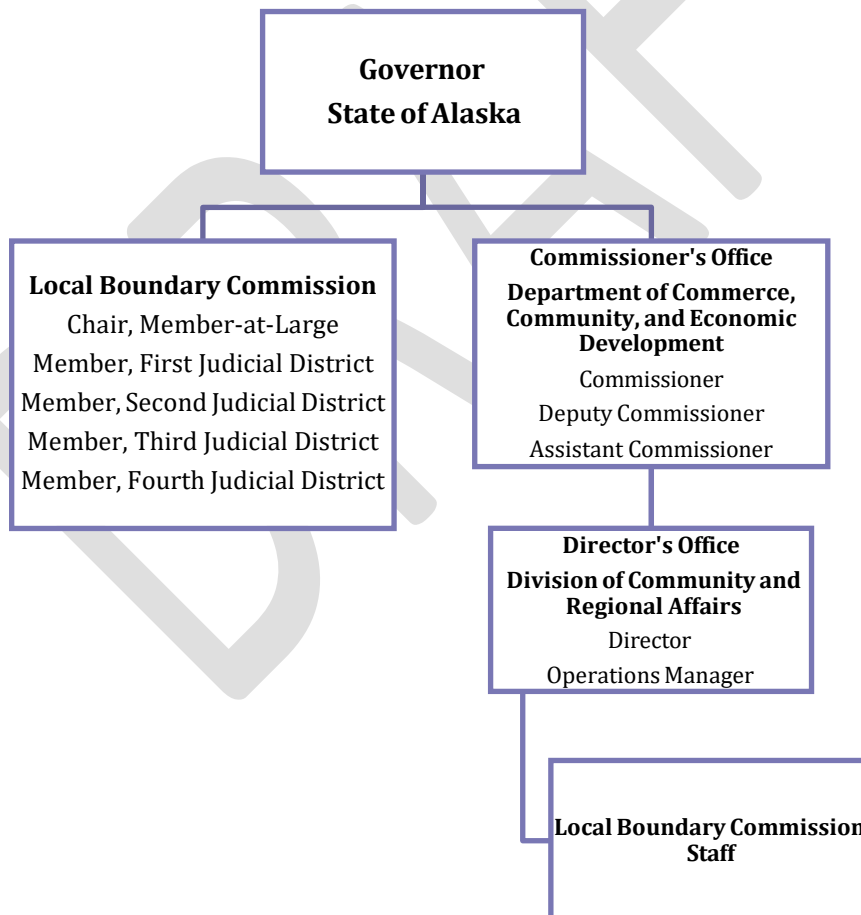 Governor
State of Alaska
Local Boundary Commission
Chair, Member-at-Large
Member, First Judicial District
Member, Second Judicial District
Member, Third Judicial District
Member, Fourth Judicial District
Commissioner's Office
Department of Commerce,
Community, and Economic
Development
Commissioner
Deputy Commissioner
Assistant Commissioner
Director's Office
Division of Community and
Regional Affairs
Director
Operations Manager
Local Boundary Commission
Staff